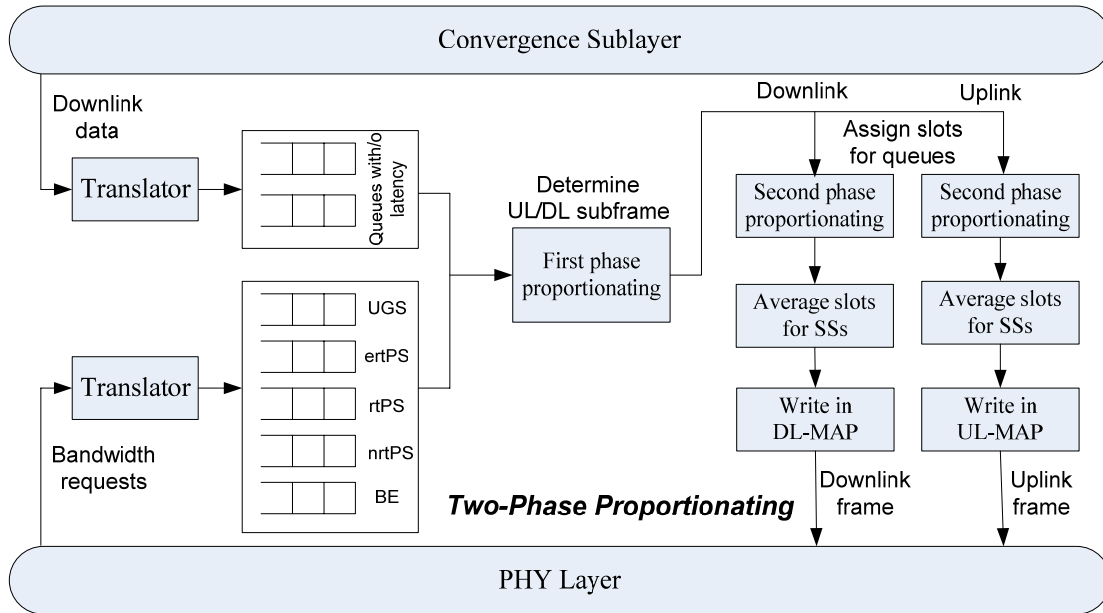 Convergence Sublayer
Downlink
data
Translator
Queues with/o
latency
Determine
UL/DL subframe
First phase
proportionating
Downlink
Uplink
Assign slots
for queues
Second phase
proportionating
Second phase
proportionating
Average slots
for SSs
Average slots
for SSs
Write in
DL-MAP
Write in
UL-MAP
UGS
ertPS
rtPS
nrtPS
BE
Translator
Bandwidth
requests
Two-Phase Proportionating
Downlink
frame
Uplink
frame
PHY Layer